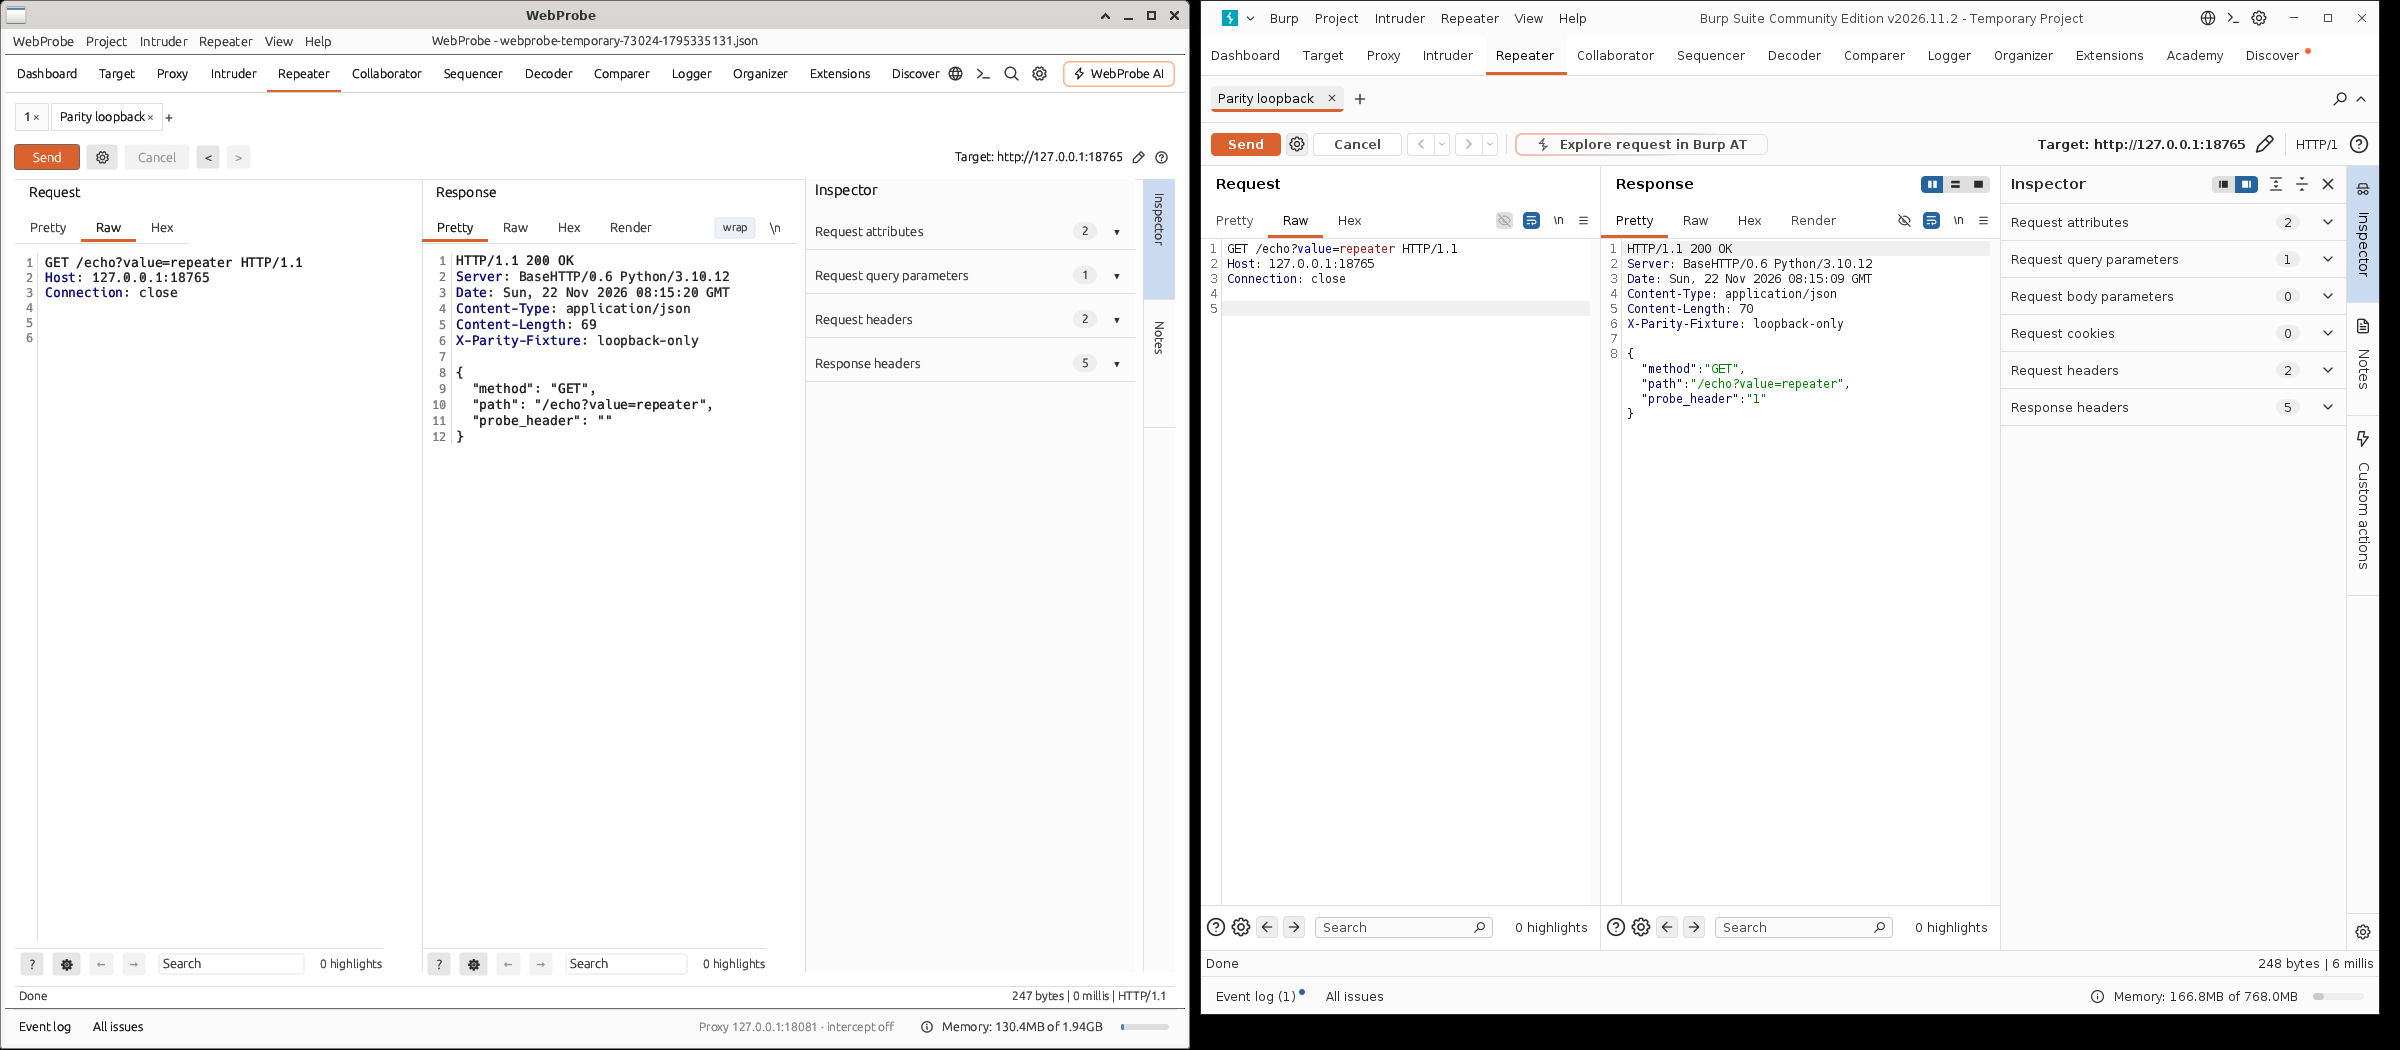 WebProbe
WebProbe Project Intruder Repeater View Help WebProbe - webprobe-temporary-73024-1795335131.json
Dashboard Target Proxy Intruder Repeater Collaborator Sequencer Decoder Comparer Logger Organizer Extensions Discover WebProbe AI
1 × Parity loopback × +
Send Cancel < > Target: http://127.0.0.1:18765
Request
Pretty Raw Hex
1 GET /echo?value=repeater HTTP/1.1
2 Host: 127.0.0.1:18765
3 Connection: close
4
5
6
? Search 0 highlights
Response
Pretty Raw Hex Render wrap \n
1 HTTP/1.1 200 OK
2 Server: BaseHTTP/0.6 Python/3.10.12
3 Date: Sun, 22 Nov 2026 08:15:20 GMT
4 Content-Type: application/json
5 Content-Length: 69
6 X-Parity-Fixture: loopback-only
7
8 {
9 "method": "GET",
10 "path": "/echo?value=repeater",
11 "probe_header": ""
12 }
? Search 0 highlights
Inspector
Request attributes 2
Request query parameters 1
Request headers 2
Response headers 5
Inspector
Notes
Done 247 bytes | 0 millis | HTTP/1.1
Event log All issues Proxy 127.0.0.1:18081 · intercept off Memory: 130.4MB of 1.94GB
Burp Project Intruder Repeater View Help Burp Suite Community Edition v2026.11.2 - Temporary Project
Dashboard Target Proxy Intruder Repeater Collaborator Sequencer Decoder Comparer Logger Organizer Extensions Academy Discover
Parity loopback × +
Send Cancel < > Explore request in Burp AT Target: http://127.0.0.1:18765 HTTP/1 ?
Request
Pretty Raw Hex \n
1 GET /echo?value=repeater HTTP/1.1
2 Host: 127.0.0.1:18765
3 Connection: close
4
5
? Search 0 highlights
Response
Pretty Raw Hex Render \n
1 HTTP/1.1 200 OK
2 Server: BaseHTTP/0.6 Python/3.10.12
3 Date: Sun, 22 Nov 2026 08:15:09 GMT
4 Content-Type: application/json
5 Content-Length: 70
6 X-Parity-Fixture: loopback-only
7
8 {
"method":"GET",
"path":"/echo?value=repeater",
"probe_header":"1"
}
? Search 0 highlights
Inspector
Request attributes 2
Request query parameters 1
Request body parameters 0
Request cookies 0
Request headers 2
Response headers 5
Inspector
Notes
Custom actions
Done 248 bytes | 6 millis
Event log (1) All issues Memory: 166.8MB of 768.0MB